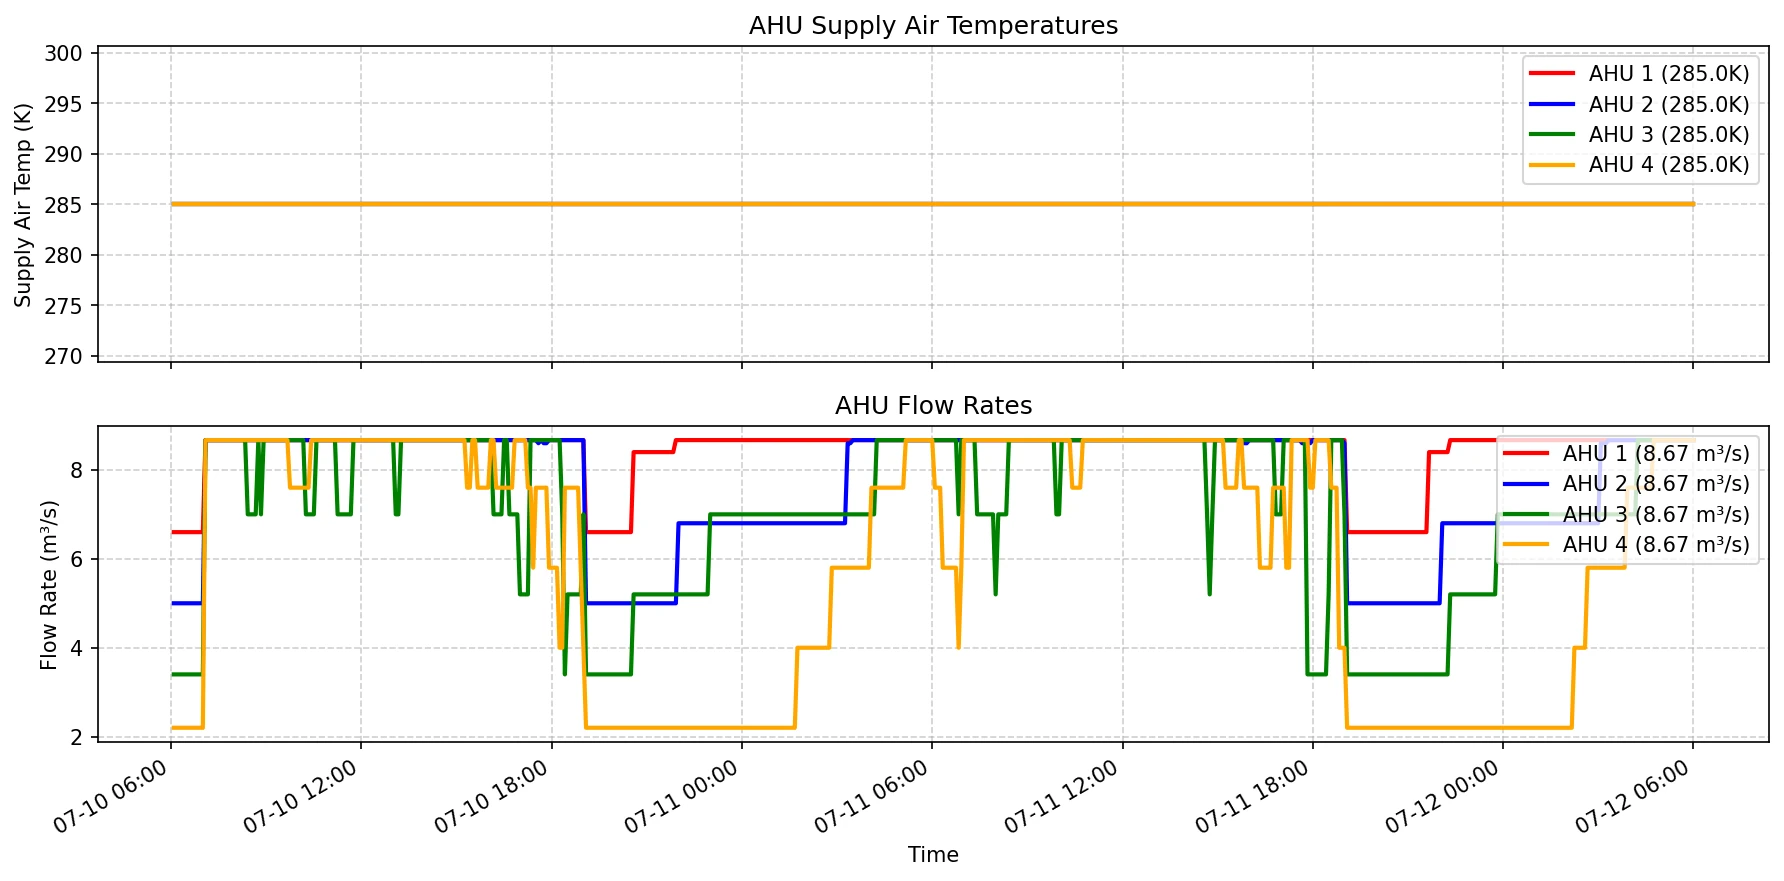 AHU Supply Air Temperatures
Supply Air Temp (K)
300
295
290
285
280
275
270
AHU 1 (285.0K)
AHU 2 (285.0K)
AHU 3 (285.0K)
AHU 4 (285.0K)
AHU Flow Rates
Flow Rate (m³/s)
8
6
4
2
AHU 1 (8.67 m³/s)
AHU 2 (8.67 m³/s)
AHU 3 (8.67 m³/s)
AHU 4 (8.67 m³/s)
07-10 06:00
07-10 12:00
07-10 18:00
07-11 00:00
07-11 06:00
07-11 12:00
07-11 18:00
07-12 00:00
07-12 06:00
Time